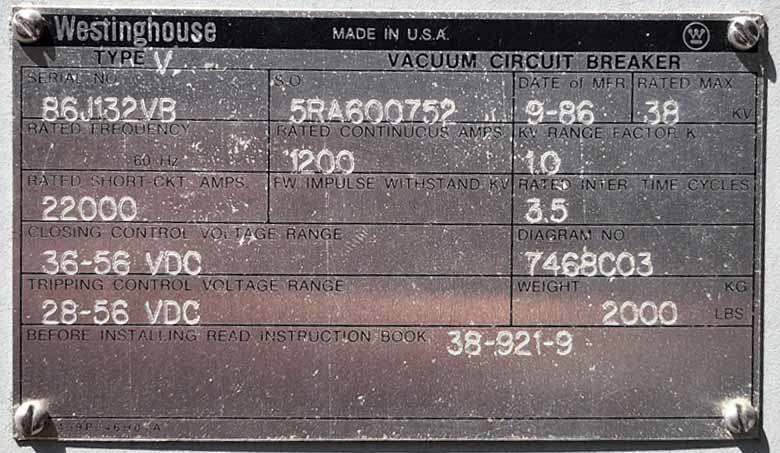 Westinghouse MADE IN U.S.A. W
TYPE V VACUUM CIRCUIT BREAKER
SERIAL NO. S.O. DATE of MFR RATED MAX
86J132VB 5RA600752 9-86 38 KV
RATED FREQUENCY RATED CONTINUOUS AMPS KV RANGE FACTOR K
60 Hz 1200 1.0
RATED SHORT-CKT. AMPS. FW IMPULSE WITHSTAND KV RATED INTER. TIME CYCLES
22000 3.5
CLOSING CONTROL VOLTAGE RANGE DIAGRAM NO
36-56 VDC 7468C03
TRIPPING CONTROL VOLTAGE RANGE WEIGHT KG
28-56 VDC 2000 LBS
BEFORE INSTALLING READ INSTRUCTION BOOK 38-921-9